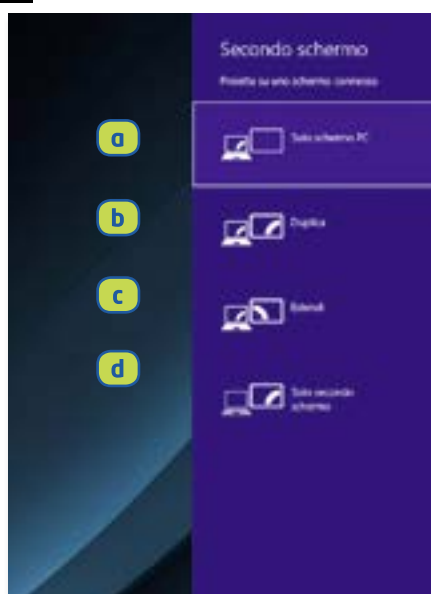 Secondo schermo
Proietta su uno schermo connesso
a
Solo schermo PC
b
Duplica
c
Estendi
d
Solo secondo
schermo